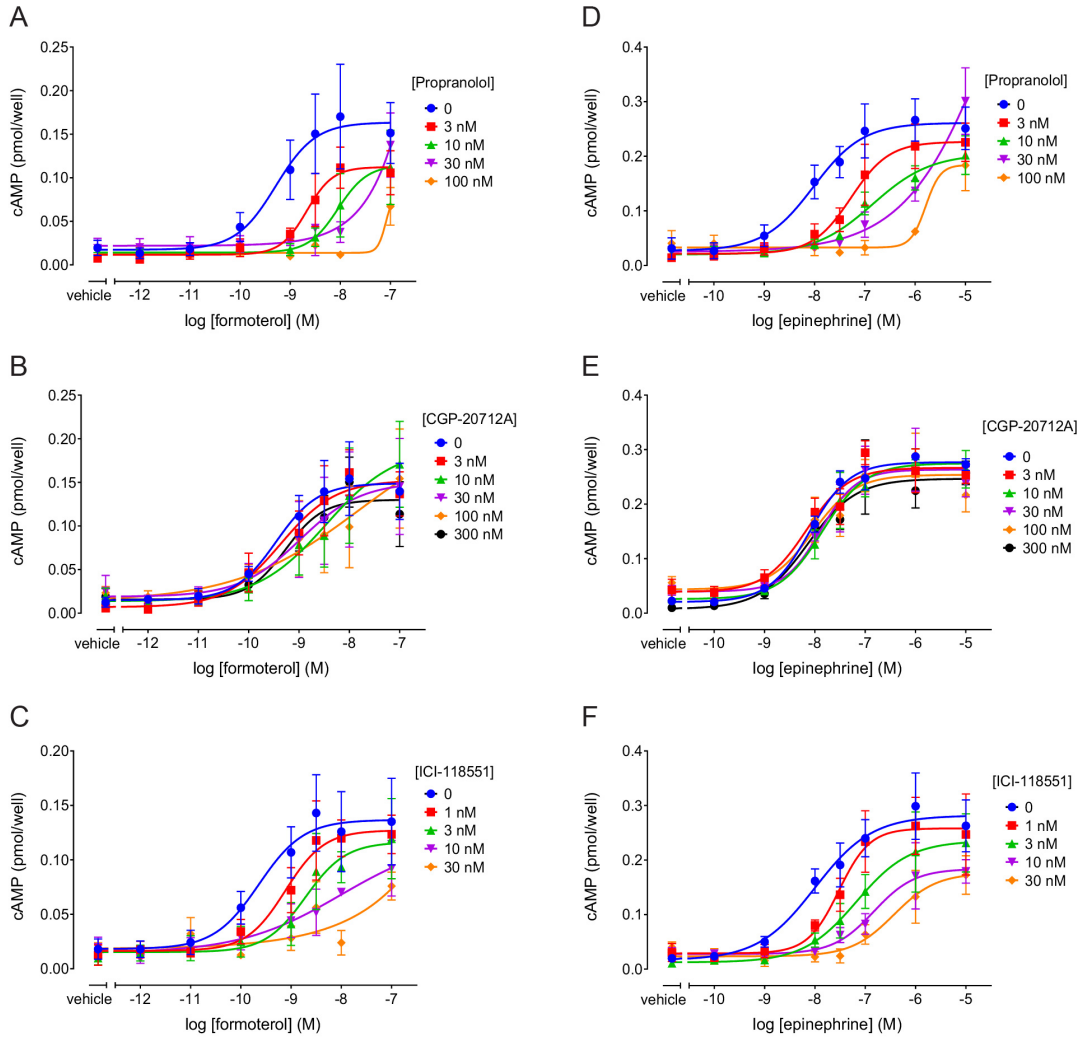 A
0.25
0.20
0.15
0.10
0.05
0.00
cAMP (pmol/well)
vehicle
-12
-11
-10
-9
-8
-7
log [formoterol] (M)
[Propranolol]
0
3 nM
10 nM
30 nM
100 nM
D
0.4
0.3
0.2
0.1
0.0
cAMP (pmol/well)
vehicle
-10
-9
-8
-7
-6
-5
log [epinephrine] (M)
[Propranolol]
0
3 nM
10 nM
30 nM
100 nM
B
0.25
0.20
0.15
0.10
0.05
0.00
cAMP (pmol/well)
vehicle
-12
-11
-10
-9
-8
-7
log [formoterol] (M)
[CGP-20712A]
0
3 nM
10 nM
30 nM
100 nM
300 nM
E
0.4
0.3
0.2
0.1
0.0
cAMP (pmol/well)
vehicle
-10
-9
-8
-7
-6
-5
log [epinephrine] (M)
[CGP-20712A]
0
3 nM
10 nM
30 nM
100 nM
300 nM
C
0.20
0.15
0.10
0.05
0.00
cAMP (pmol/well)
vehicle
-12
-11
-10
-9
-8
-7
log [formoterol] (M)
[ICI-118551]
0
1 nM
3 nM
10 nM
30 nM
F
0.4
0.3
0.2
0.1
0.0
cAMP (pmol/well)
vehicle
-10
-9
-8
-7
-6
-5
log [epinephrine] (M)
[ICI-118551]
0
1 nM
3 nM
10 nM
30 nM